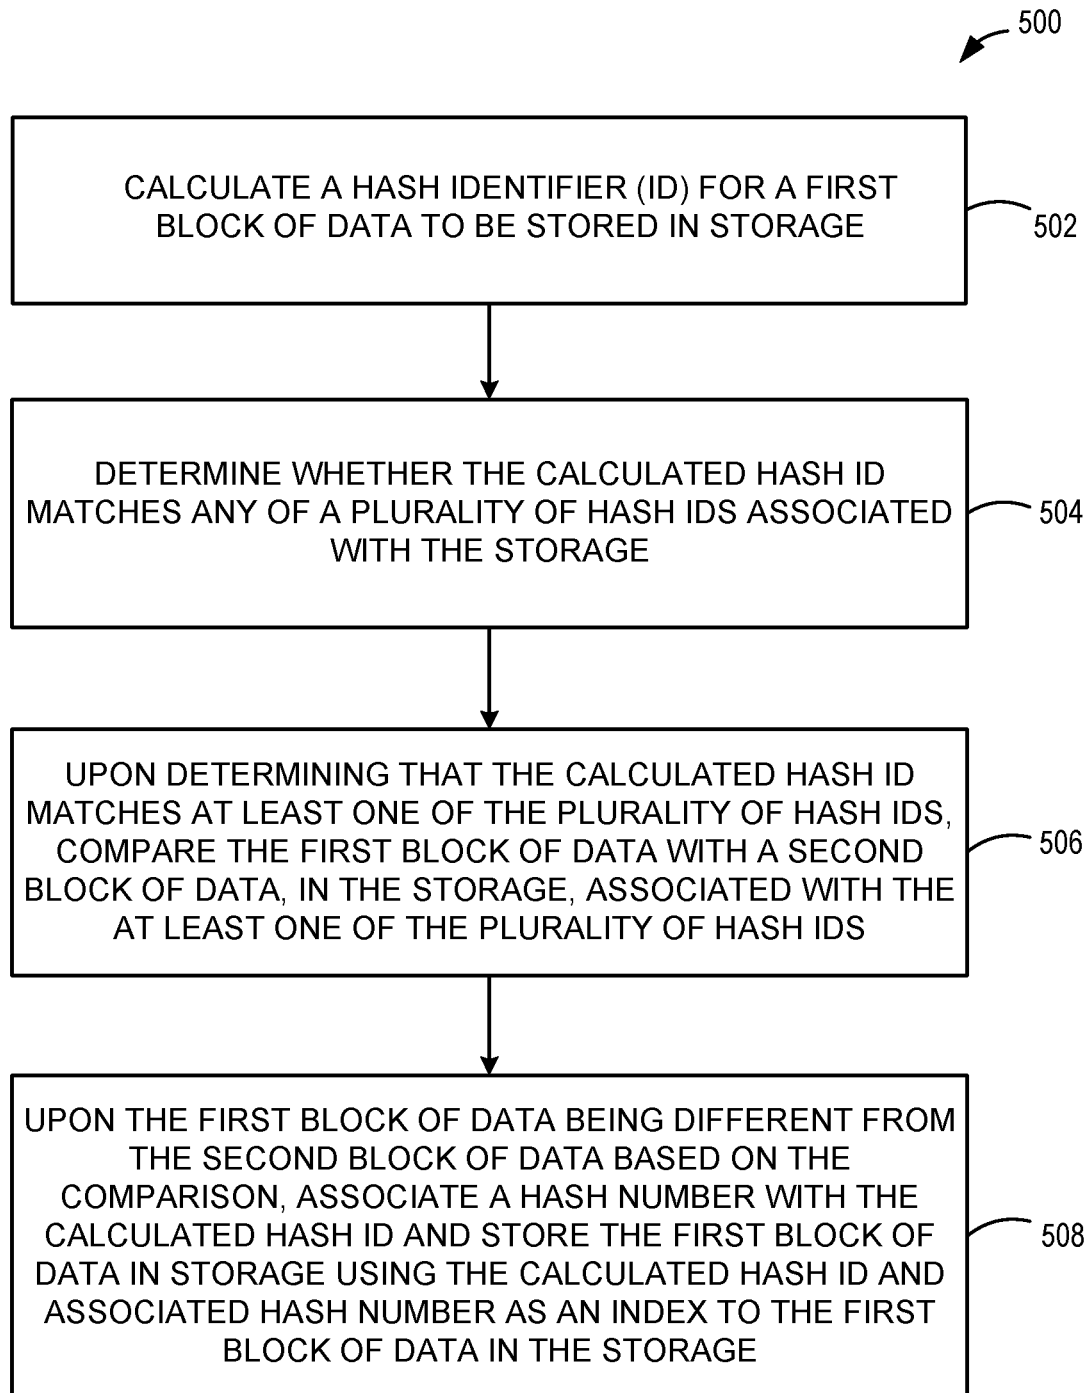 500
CALCULATE A HASH IDENTIFIER (ID) FOR A FIRST
BLOCK OF DATA TO BE STORED IN STORAGE
502
DETERMINE WHETHER THE CALCULATED HASH ID
MATCHES ANY OF A PLURALITY OF HASH IDS ASSOCIATED
WITH THE STORAGE
504
UPON DETERMINING THAT THE CALCULATED HASH ID
MATCHES AT LEAST ONE OF THE PLURALITY OF HASH IDS,
COMPARE THE FIRST BLOCK OF DATA WITH A SECOND
BLOCK OF DATA, IN THE STORAGE, ASSOCIATED WITH THE
AT LEAST ONE OF THE PLURALITY OF HASH IDS
506
UPON THE FIRST BLOCK OF DATA BEING DIFFERENT FROM
THE SECOND BLOCK OF DATA BASED ON THE
COMPARISON, ASSOCIATE A HASH NUMBER WITH THE
CALCULATED HASH ID AND STORE THE FIRST BLOCK OF
DATA IN STORAGE USING THE CALCULATED HASH ID AND
ASSOCIATED HASH NUMBER AS AN INDEX TO THE FIRST
BLOCK OF DATA IN THE STORAGE
508